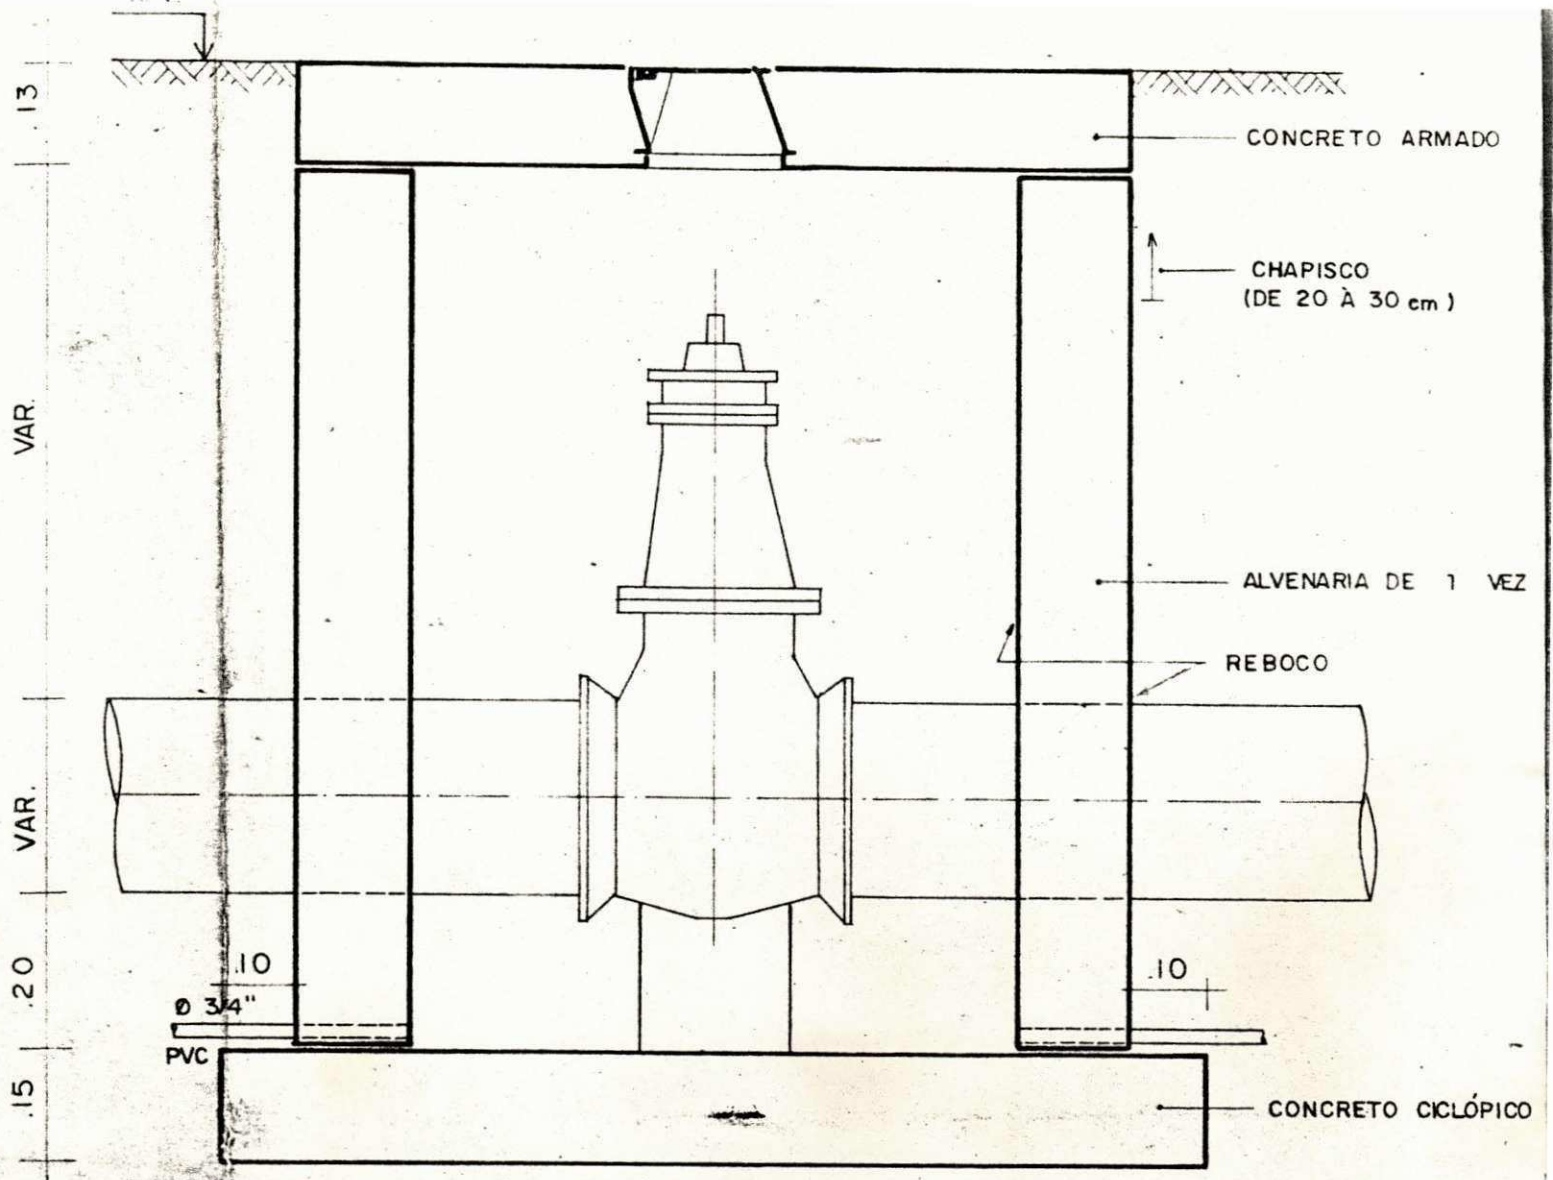 13
CONCRETO ARMADO
CHAPISCO
(DE 20 À 30 cm)
VAR.
ALVENARIA DE 1 VEZ
REBOCO
VAR.
.10
.10
.20
Ø 3/4"
PVC
.15
CONCRETO CICLÓPICO